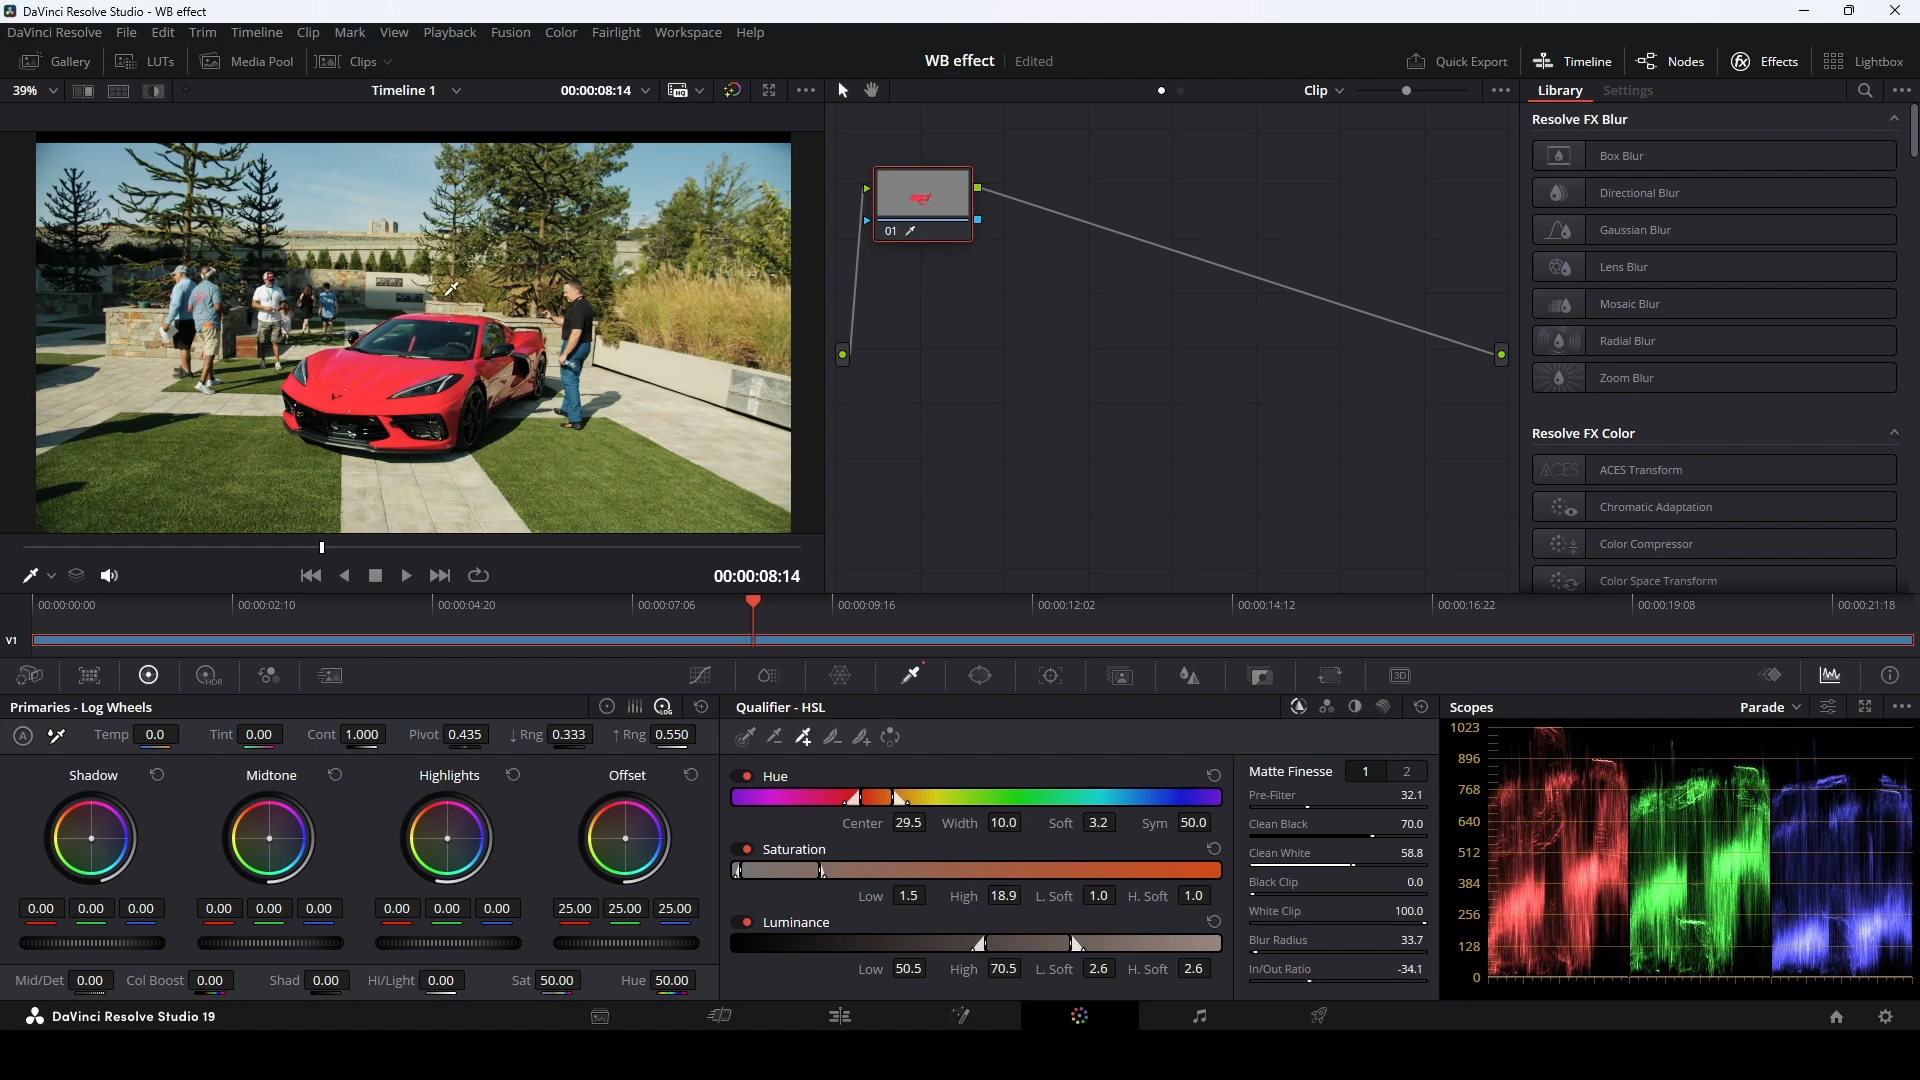 DaVinci Resolve Studio - WB effect
DaVinci Resolve File Edit Trim Timeline Clip Mark View Playback Fusion Color Fairlight Workspace Help
Gallery LUTs Media Pool Clips WB effect Edited Quick Export Timeline Nodes fx Effects Lightbox
39% Timeline 1 00:00:08:14 HQ Clip Library Settings
Resolve FX Blur
Box Blur
Directional Blur
01
Gaussian Blur
Lens Blur
Mosaic Blur
Radial Blur
Zoom Blur
Resolve FX Color
ACES ACES Transform
Chromatic Adaptation
Color Compressor
Color Space Transform
00:00:08:14
00:00:00:00 00:00:02:10 00:00:04:20 00:00:07:06 00:00:09:16 00:00:12:02 00:00:14:12 00:00:16:22 00:00:19:08 00:00:21:18
V1
HDR 3D
Primaries - Log Wheels LOG Qualifier - HSL Scopes Parade
A Temp 0.0 Tint 0.00 Cont 1.000 Pivot 0.435 ↓ Rng 0.333 ↑ Rng 0.550
Shadow Midtone Highlights Offset
0.00 0.00 0.00 0.00 0.00 0.00 0.00 0.00 0.00 25.00 25.00 25.00
Mid/Det 0.00 Col Boost 0.00 Shad 0.00 Hi/Light 0.00 Sat 50.00 Hue 50.00
Hue
Center 29.5 Width 10.0 Soft 3.2 Sym 50.0
Saturation
Low 1.5 High 18.9 L. Soft 1.0 H. Soft 1.0
Luminance
Low 50.5 High 70.5 L. Soft 2.6 H. Soft 2.6
Matte Finesse 1 2
Pre-Filter 32.1
Clean Black 70.0
Clean White 58.8
Black Clip 0.0
White Clip 100.0
Blur Radius 33.7
In/Out Ratio -34.1
1023
896
768
640
512
384
256
128
0
DaVinci Resolve Studio 19